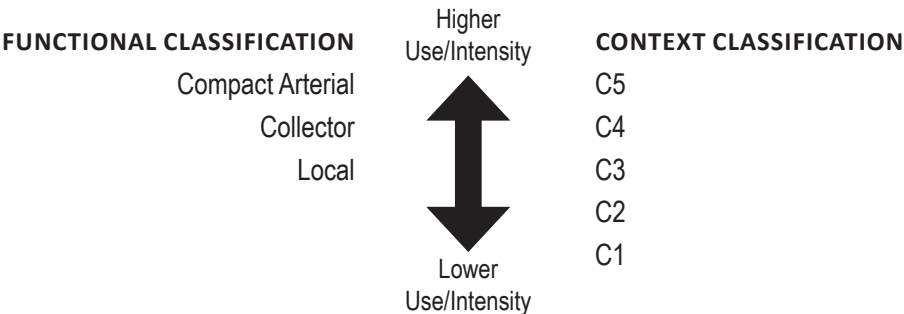 Higher
Use/Intensity
FUNCTIONAL CLASSIFICATION
Compact Arterial
Collector
Local
CONTEXT CLASSIFICATION
C5
C4
C3
C2
C1
Lower
Use/Intensity